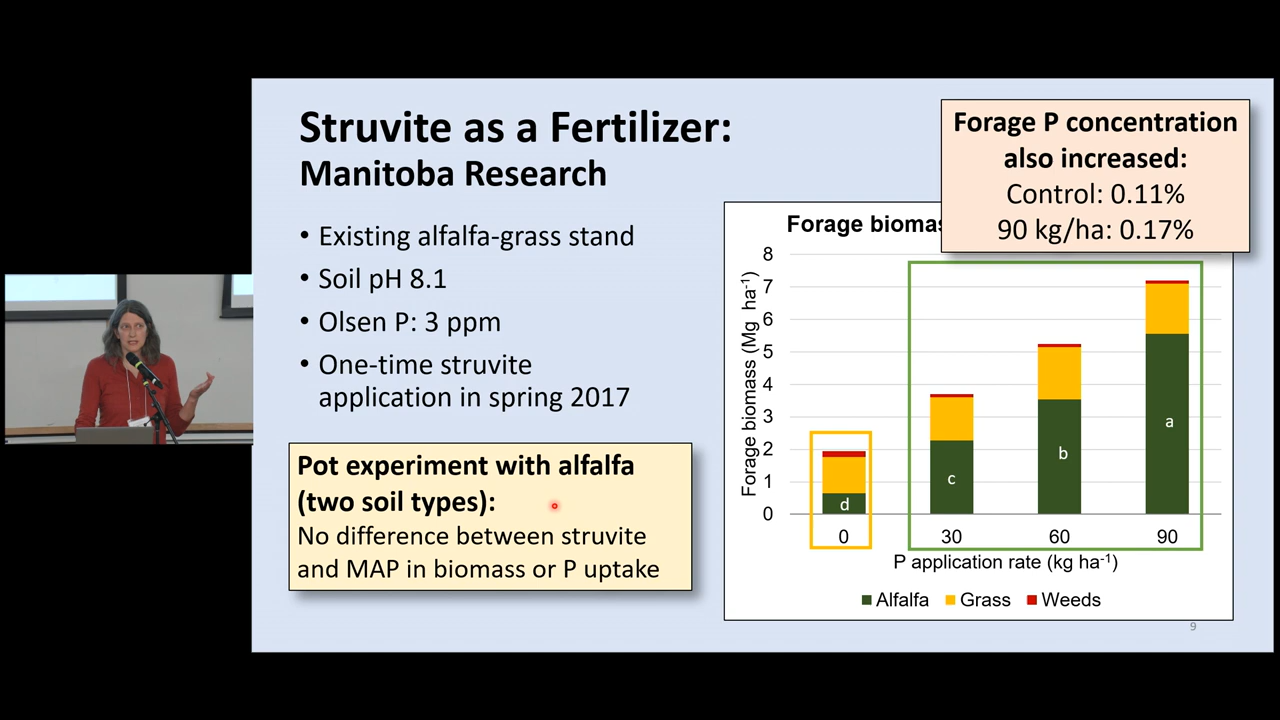 Struvite as a Fertilizer:
Manitoba Research
• Existing alfalfa-grass stand
• Soil pH 8.1
• Olsen P: 3 ppm
• One-time struvite
application in spring 2017
Pot experiment with alfalfa
(two soil types):
No difference between struvite
and MAP in biomass or P uptake
Forage P concentration
also increased:
Control: 0.11%
90 kg/ha: 0.17%
Forage biomas
Forage biomass (Mg ha⁻¹)
8
7
6
5
4
3
2
1
0
d
c
b
a
0 30 60 90
P application rate (kg ha⁻¹)
Alfalfa Grass Weeds
9